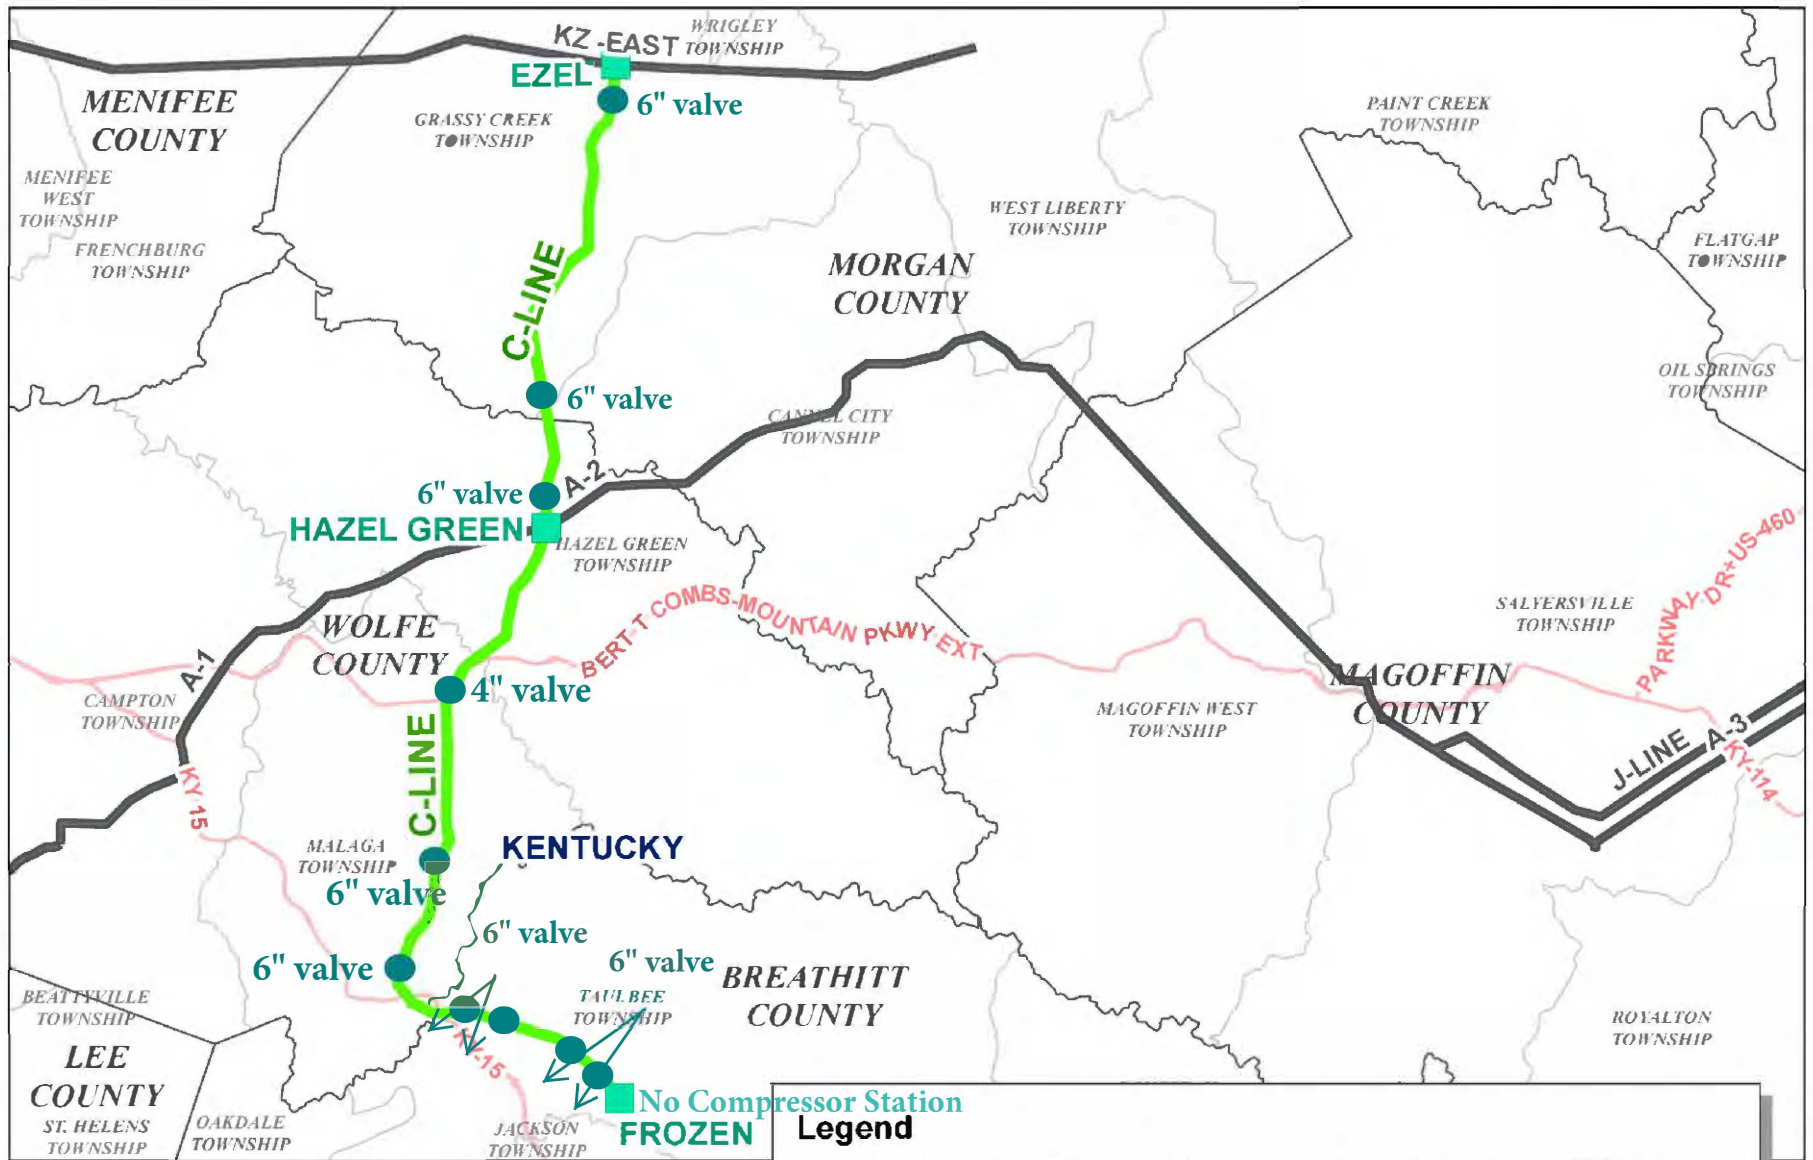 KZ -EAST
WRIGLEY
TOWNSHIP
EZEL
6" valve
MENIFEE
COUNTY
GRASSY CREEK
TOWNSHIP
PAINT CREEK
TOWNSHIP
MENIFEE
WEST
TOWNSHIP
FRENCHBURG
TOWNSHIP
WEST LIBERTY
TOWNSHIP
FLATGAP
TOWNSHIP
MORGAN
COUNTY
C-LINE
OIL SPRINGS
TOWNSHIP
6" valve
CANNEL CITY
TOWNSHIP
A-2
6" valve
HAZEL GREEN
HAZEL GREEN
TOWNSHIP
PARKWAY DR+US-460
BERT T COMBS-MOUNTAIN PKWY EXT
SALYERSVILLE
TOWNSHIP
WOLFE
COUNTY
A-1
4" valve
MAGOFFIN
COUNTY
CAMPTON
TOWNSHIP
MAGOFFIN WEST
TOWNSHIP
C-LINE
J-LINE
A-3
KY-114
KY-15
MALAGA
TOWNSHIP
KENTUCKY
6" valve
6" valve
6" valve
6" valve
BREATHITT
COUNTY
BEATTYVILLE
TOWNSHIP
TAULBEE
TOWNSHIP
ROYALTON
TOWNSHIP
KY-15
LEE
COUNTY
ST. HELENS
TOWNSHIP
OAKDALE
TOWNSHIP
JACKSON
TOWNSHIP
No Compressor Station
FROZEN
Legend